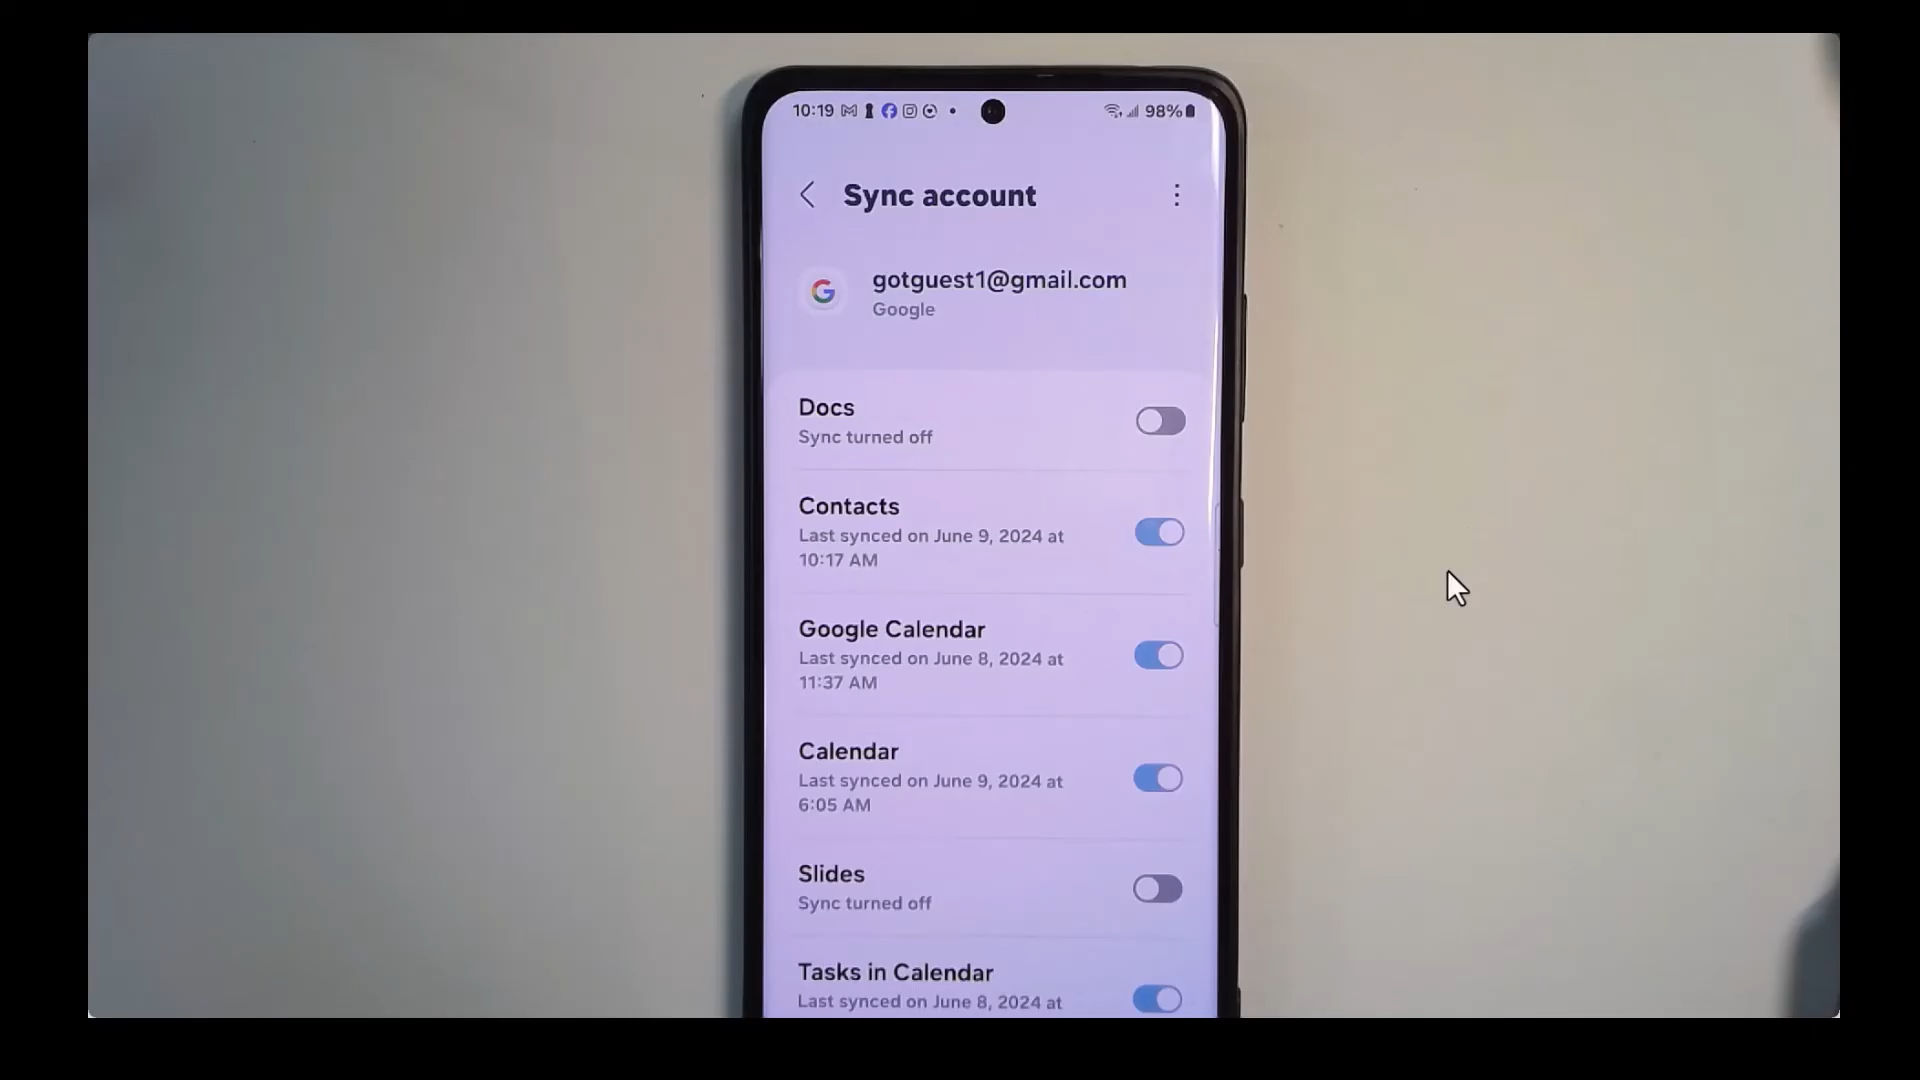 10:19 98%
Sync account
G
gotguest1@gmail.com
Google
Docs
Sync turned off
Contacts
Last synced on June 9, 2024 at
10:17 AM
Google Calendar
Last synced on June 8, 2024 at
11:37 AM
Calendar
Last synced on June 9, 2024 at
6:05 AM
Slides
Sync turned off
Tasks in Calendar
Last synced on June 8, 2024 at